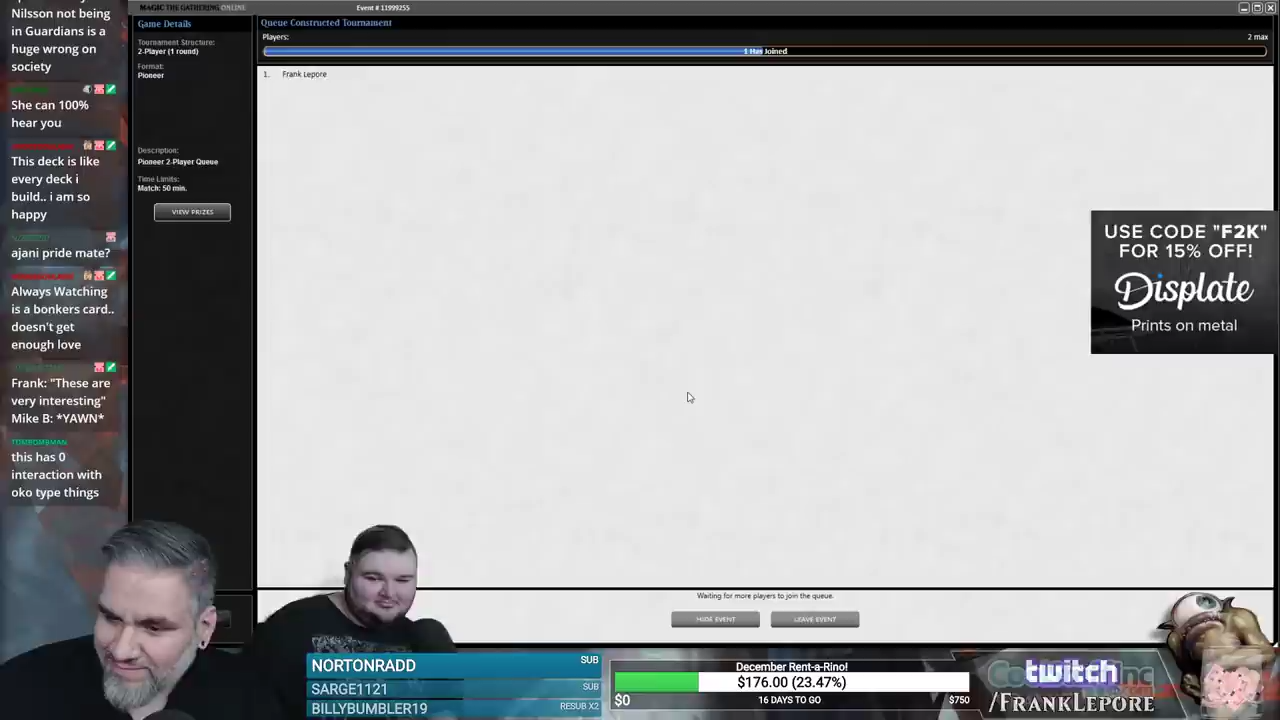 Nilsson not being
in Guardians is a
huge wrong on
society
She can 100%
hear you
This deck is like
every deck i
build.. i am so
happy
ajani pride mate?
Always Watching
is a bonkers card..
doesn't get
enough love
Frank: "These are
very interesting"
Mike B: *YAWN*
TOMBOMBMAN
this has 0
interaction with
oko type things
MAGIC THE GATHERING ONLINE
Event # 11999255
Game Details
Tournament Structure:
2-Player (1 round)
Format:
Pioneer
Description:
Pioneer 2-Player Queue
Time Limits:
Match: 50 min.
VIEW PRIZES
Queue Constructed Tournament
Players:
2 max
1 Has Joined
1. Frank Lepore
USE CODE "F2K"
FOR 15% OFF!
Displate
Prints on metal
Waiting for more players to join the queue.
HIDE EVENT
LEAVE EVENT
NORTONRADD SUB
SARGE1121 SUB
BILLYBUMBLER19 RESUB X2
December Rent-a-Rino!
$176.00 (23.47%)
$0 16 DAYS TO GO $750
twitch
/FRANKLEPORE